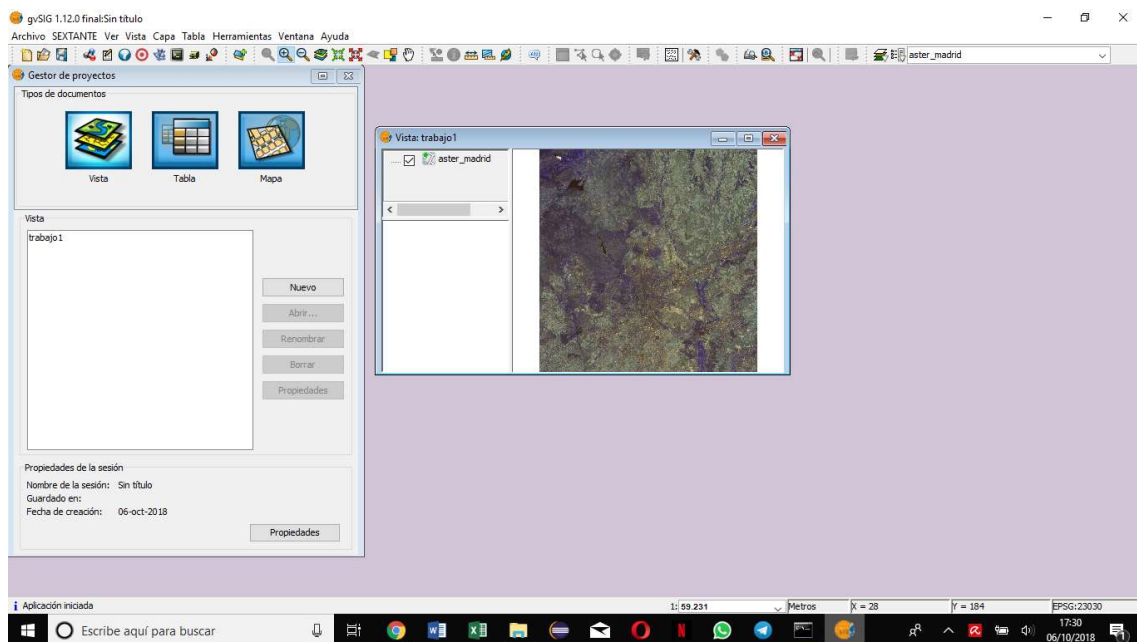 gvSIG 1.12.0 final:Sin título
Archivo SEXTANTE Ver Vista Capa Tabla Herramientas Ventana Ayuda
aster_madrid
Gestor de proyectos
Tipos de documentos
Vista Tabla Mapa
Vista
trabajo1
Nuevo
Abrir...
Renombrar
Borrar
Propiedades
Propiedades de la sesión
Nombre de la sesión: Sin título
Guardado en:
Fecha de creación: 06-oct-2018
Propiedades
Vista: trabajo1
aster_madrid
Aplicación iniciada
1: 59.231 Metros X = 28 Y = 184 EPSG:23030
Escribe aquí para buscar
17:30
06/10/2018